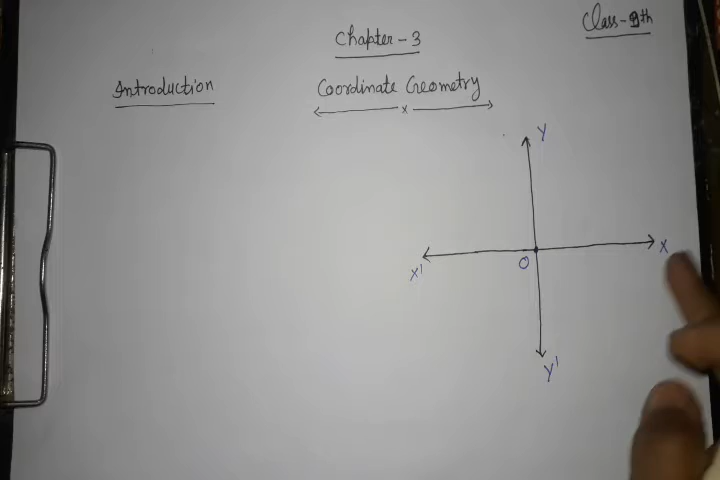 Class-9th
Chapter-3
Introduction
Coordinate Geometry
x
Y
X' O X
Y'